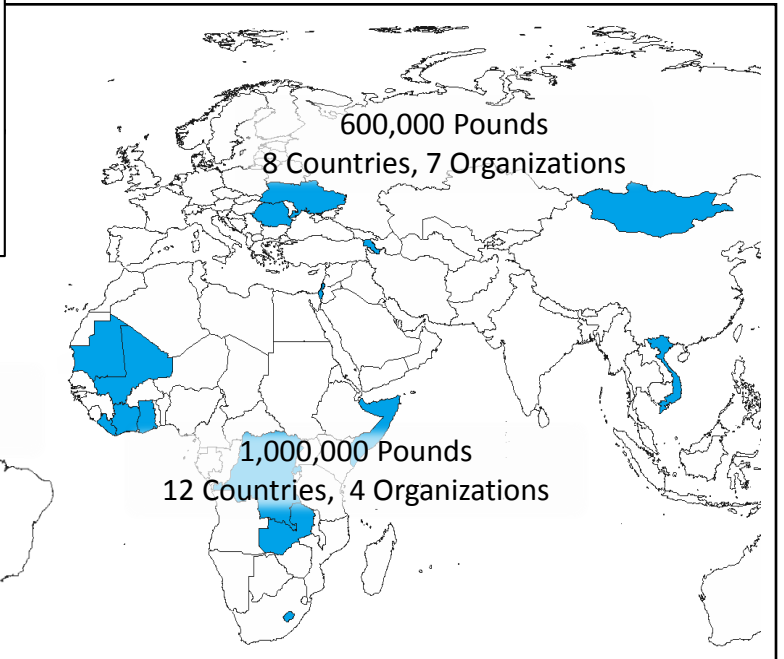 600,000 Pounds
8 Countries, 7 Organizations
1,000,000 Pounds
12 Countries,  4 Organizations